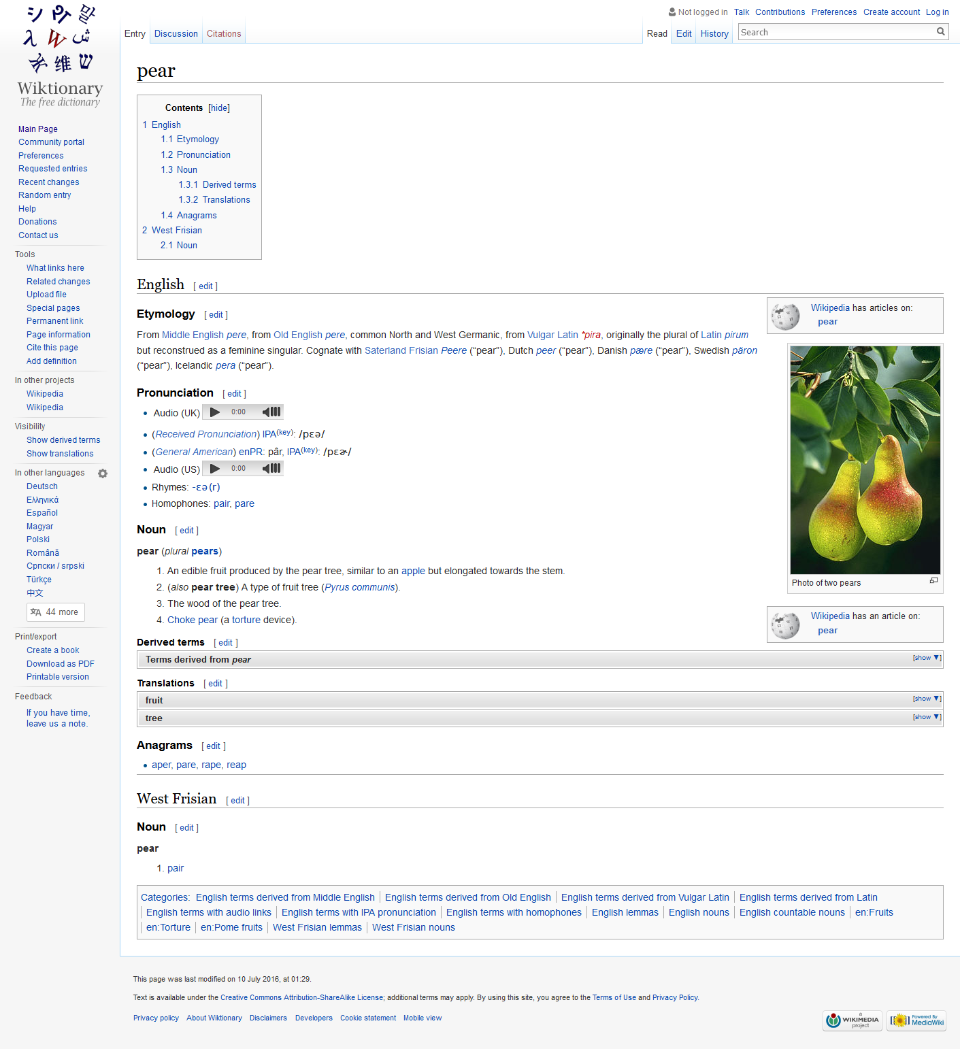 Not logged in Talk Contributions Preferences Create account Log in
Entry Discussion Citations Read Edit History Search
Wiktionary
The free dictionary
Main Page
Community portal
Preferences
Requested entries
Recent changes
Random entry
Help
Donations
Contact us
Tools
What links here
Related changes
Upload file
Special pages
Permanent link
Page information
Cite this page
Add definition
In other projects
Wikipedia
Wikipedia
Visibility
Show derived terms
Show translations
In other languages
Deutsch
Ελληνικά
Español
Magyar
Polski
Română
Српски / srpski
Türkçe
中文
44 more
Print/export
Create a book
Download as PDF
Printable version
Feedback
If you have time,
leave us a note.
pear
Contents [hide]
1 English
1.1 Etymology
1.2 Pronunciation
1.3 Noun
1.3.1 Derived terms
1.3.2 Translations
1.4 Anagrams
2 West Frisian
2.1 Noun
English [ edit ]
Wikipedia has articles on:
pear
Etymology [ edit ]
From Middle English pere, from Old English pere, common North and West Germanic, from Vulgar Latin *pira, originally the plural of Latin pirum
but reconstrued as a feminine singular. Cognate with Saterland Frisian Peere ("pear"), Dutch peer ("pear"), Danish pære ("pear"), Swedish päron
("pear"), Icelandic pera ("pear").
Pronunciation [ edit ]
Audio (UK) 0:00
(Received Pronunciation) IPA(key): /pɛə/
(General American) enPR: pâr, IPA(key): /pɛɚ/
Audio (US) 0:00
Rhymes: -ɛə(r)
Homophones: pair, pare
Photo of two pears
Noun [ edit ]
pear (plural pears)
1. An edible fruit produced by the pear tree, similar to an apple but elongated towards the stem.
2. (also pear tree) A type of fruit tree (Pyrus communis).
3. The wood of the pear tree.
4. Choke pear (a torture device).
Wikipedia has an article on:
pear
Derived terms [ edit ]
Terms derived from pear [show ▼]
Translations [ edit ]
fruit [show ▼]
tree [show ▼]
Anagrams [ edit ]
aper, pare, rape, reap
West Frisian [ edit ]
Noun [ edit ]
pear
1. pair
Categories: English terms derived from Middle English | English terms derived from Old English | English terms derived from Vulgar Latin | English terms derived from Latin
| English terms with audio links | English terms with IPA pronunciation | English terms with homophones | English lemmas | English nouns | English countable nouns | en:Fruits
| en:Torture | en:Pome fruits | West Frisian lemmas | West Frisian nouns
This page was last modified on 10 July 2016, at 01:29.
Text is available under the Creative Commons Attribution-ShareAlike License; additional terms may apply. By using this site, you agree to the Terms of Use and Privacy Policy.
Privacy policy About Wiktionary Disclaimers Developers Cookie statement Mobile view
A WIKIMEDIA project
Powered By MediaWiki